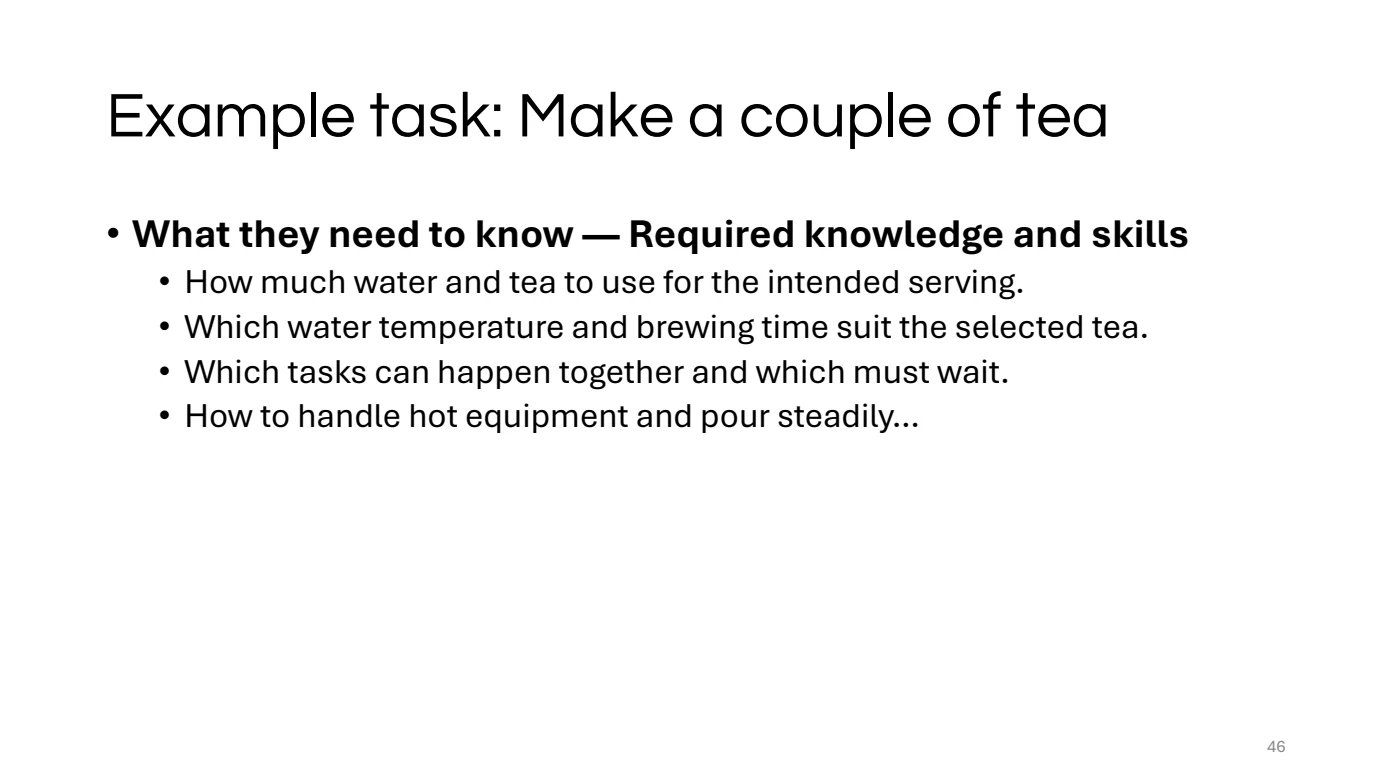 Example task: Make a couple of tea
• What they need to know — Required knowledge and skills
• How much water and tea to use for the intended serving.
• Which water temperature and brewing time suit the selected tea.
• Which tasks can happen together and which must wait.
• How to handle hot equipment and pour steadily...
46